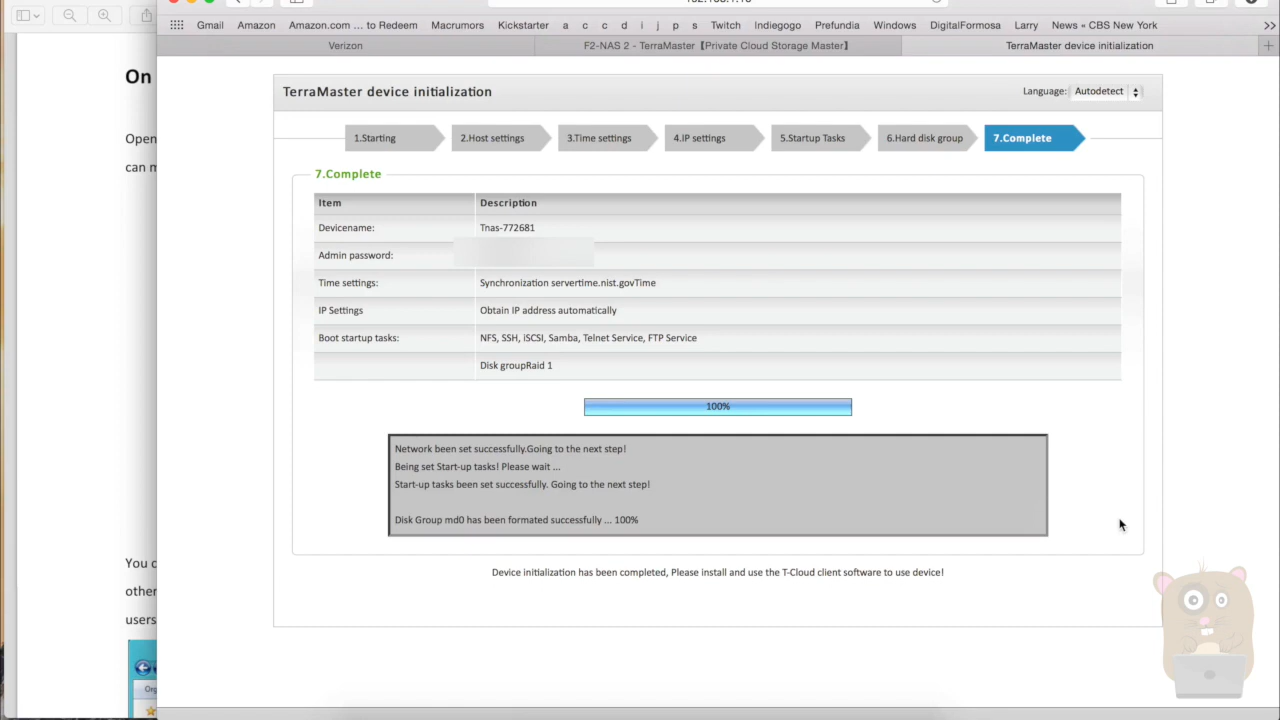 Gmail Amazon Amazon.com ... to Redeem Macrumors Kickstarter a c d i j p s Twitch Indiegogo Prefundia Windows DigitalFormosa Larry News « CBS New York
Verizon F2-NAS 2 - TerraMaster【Private Cloud Storage Master】 TerraMaster device initialization
On
Open
can m
You c
other
users
Org
TerraMaster device initialization
Language: Autodetect
1.Starting 2.Host settings 3.Time settings 4.IP settings 5.Startup Tasks 6.Hard disk group 7.Complete
7.Complete
Item Description
Devicename: Tnas-772681
Admin password:
Time settings: Synchronization servertime.nist.govTime
IP Settings Obtain IP address automatically
Boot startup tasks: NFS, SSH, iSCSI, Samba, Telnet Service, FTP Service
Disk groupRaid 1
100%
Network been set successfully.Going to the next step!
Being set Start-up tasks! Please wait ...
Start-up tasks been set successfully. Going to the next step!
Disk Group md0 has been formated successfully ... 100%
Device initialization has been completed, Please install and use the T-Cloud client software to use device!